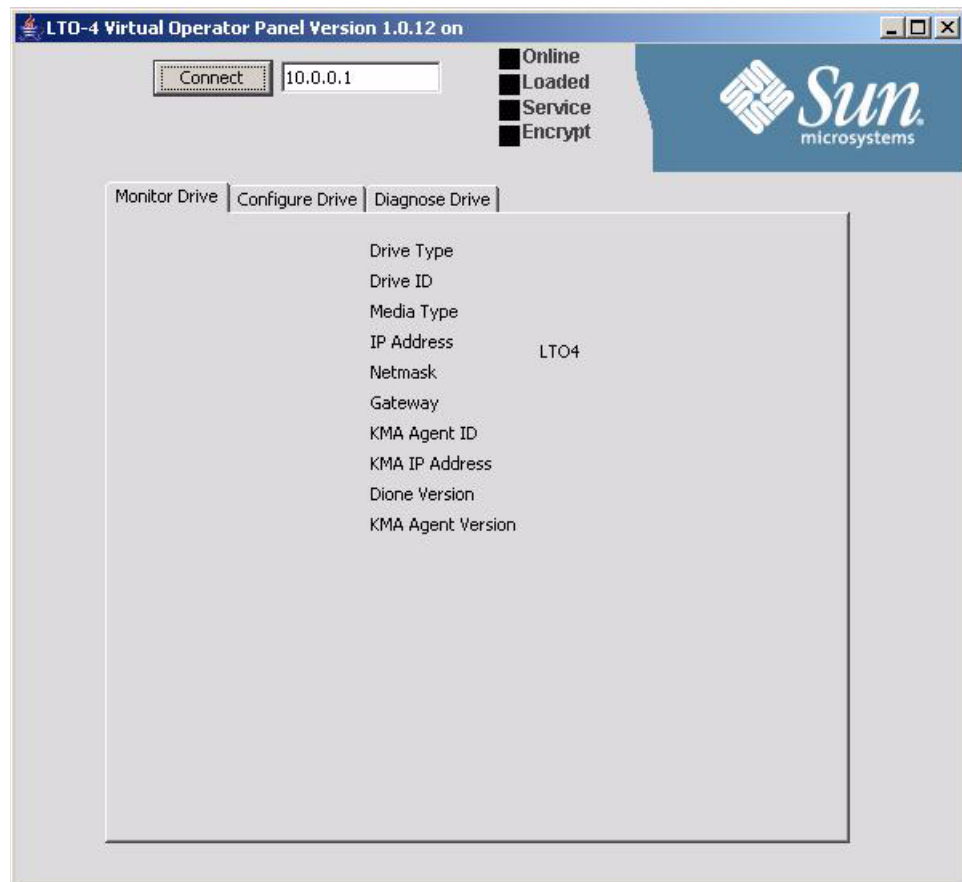 LTO-4 Virtual Operator Panel Version 1.0.12 on
Connect 10.0.0.1
Online
Loaded
Service
Encrypt
Sun.
microsystems
Monitor Drive Configure Drive Diagnose Drive
Drive Type
Drive ID
Media Type
IP Address
LTO4
Netmask
Gateway
KMA Agent ID
KMA IP Address
Dione Version
KMA Agent Version